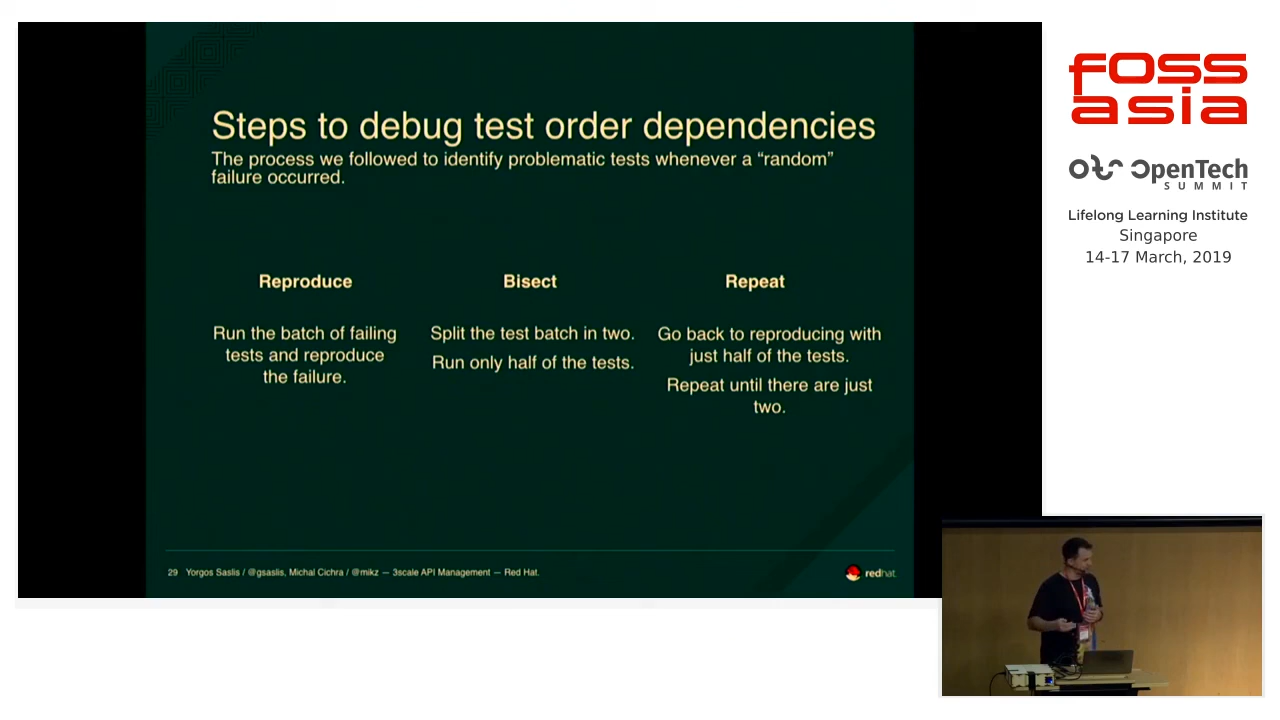 Steps to debug test order dependencies
The process we followed to identify problematic tests whenever a “random”
failure occurred.
Reproduce
Run the batch of failing
tests and reproduce
the failure.
Bisect
Split the test batch in two.
Run only half of the tests.
Repeat
Go back to reproducing with
just half of the tests.
Repeat until there are just
two.
29 Yorgos Saslis / @gsaslis, Michal Cichra / @mikz — 3scale API Management — Red Hat.
redhat.
foss
asia
OpenTech
SUMMIT
Lifelong Learning Institute
Singapore
14-17 March, 2019